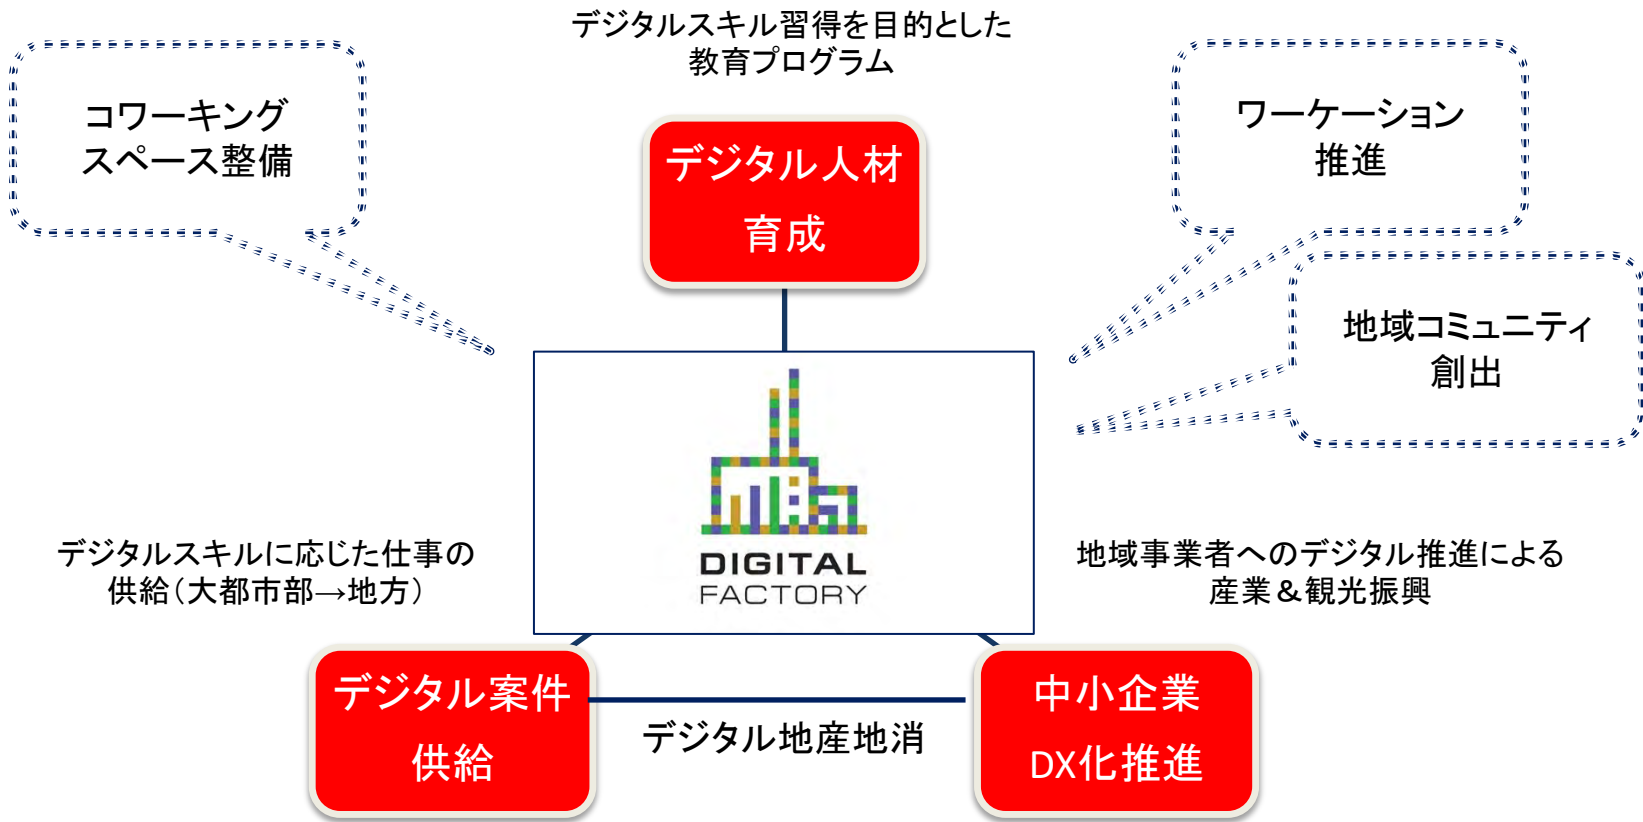 デジタルスキル習得を目的とした
教育プログラム
コワーキング
スペース整備
デジタル人材
育成
ワーケーション
推進
地域コミュニティ
創出
DIGITAL
FACTORY
デジタルスキルに応じた仕事の
供給（大都市部→地方）
地域事業者へのデジタル推進による
産業＆観光振興
デジタル案件
供給
デジタル地産地消
中小企業
DX化推進